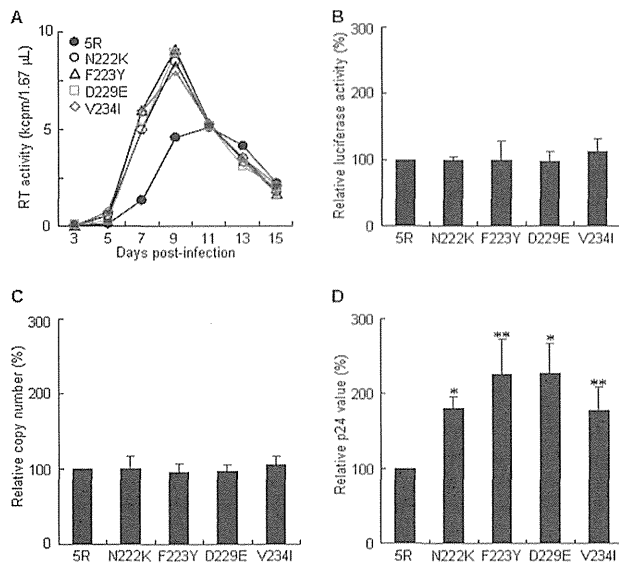 A
RT activity (kcpm/1.67 μL)
10
5
0
5R
N222K
F223Y
D229E
V234I
3 5 7 9 11 13 15
Days post-infection
B
Relative luciferase activity (%)
300
200
100
0
5R N222K F223Y D229E V234I
C
Relative copy number (%)
300
200
100
0
5R N222K F223Y D229E V234I
D
Relative p24 value (%)
300
200
100
0
* ** * **
5R N222K F223Y D229E V234I